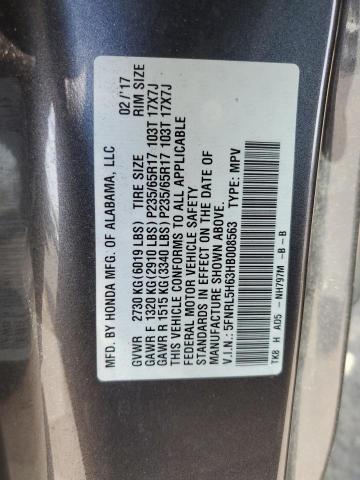 MFD. BY HONDA MFG. OF ALABAMA, LLC 02/'17
GVWR 2730 KG (6019 LBS) TIRE SIZE RIM SIZE
GAWR F 1320 KG (2910 LBS) P235/65R17 103T 17X7J
GAWR R 1515 KG (3340 LBS) P235/65R17 103T 17X7J
THIS VEHICLE CONFORMS TO ALL APPLICABLE
FEDERAL MOTOR VEHICLE SAFETY
STANDARDS IN EFFECT ON THE DATE OF
MANUFACTURE SHOWN ABOVE.
V.I.N.: 5FNRL5H63HB008563 TYPE: MPV
TK8 H AD5 - NH797M - B - B